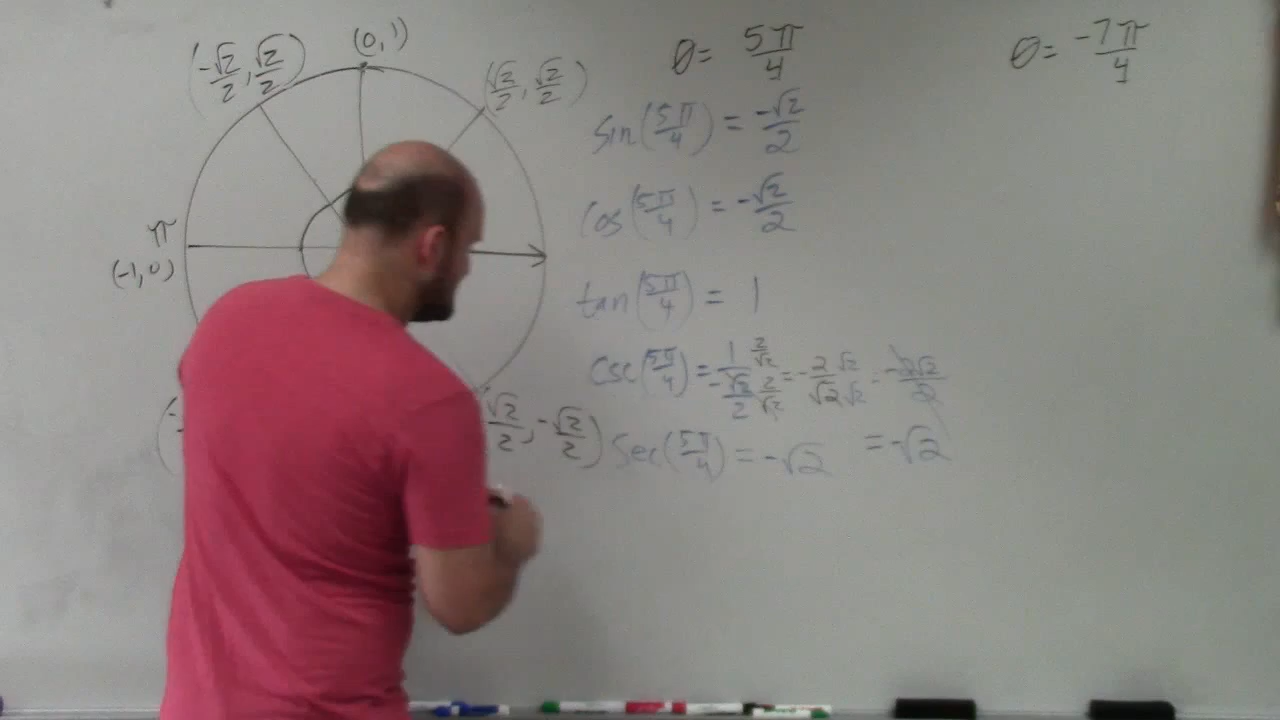 (-√2/2, √2/2)
(0, 1)
(√2/2, √2/2)
π
(-1, 0)
√2/2, -√2/2)
θ = 5π/4
sin(5π/4) = -√2/2
cos(5π/4) = -√2/2
tan(5π/4) = 1
csc(5π/4) = 1/(-√2/2) (2/√2)/(2/√2) = -2/√2 √2/√2 = -2√2/2
= -√2
sec(5π/4) = -√2
θ = -7π/4